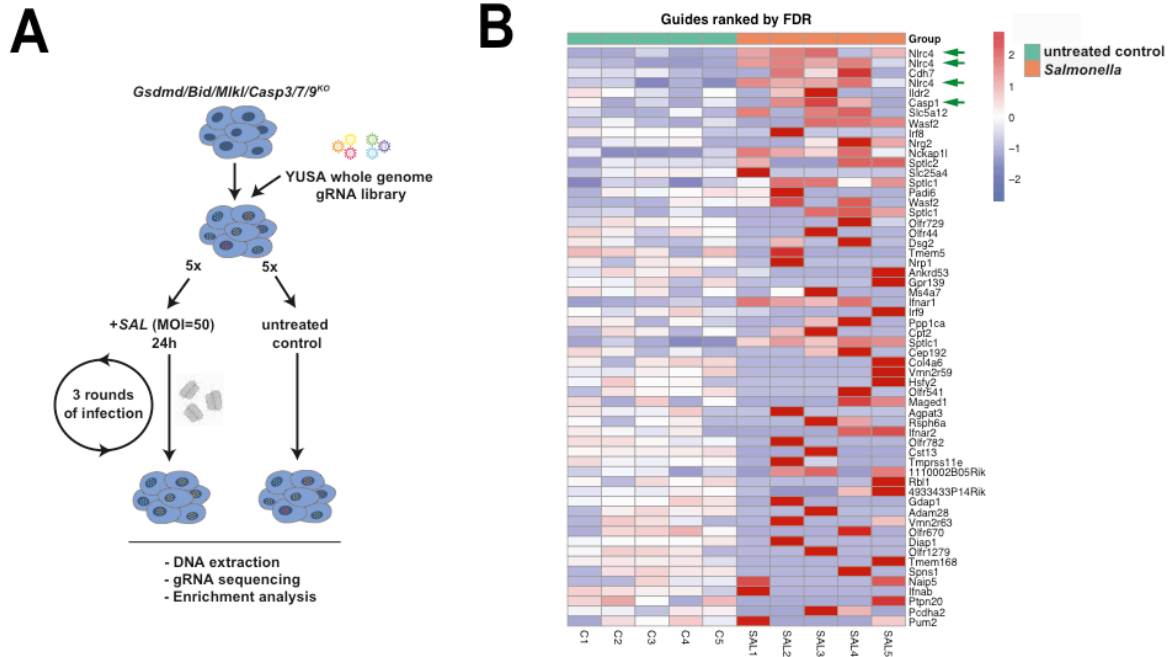 A
Gsdmd/Bid/Mlkl/Casp3/7/9KO
YUSA whole genome
gRNA library
5x
5x
+SAL (MOI=50)
24h
untreated
control
3 rounds
of infection
- DNA extraction
- gRNA sequencing
- Enrichment analysis
B
Guides ranked by FDR
Group
Nlrc4
Nlrc4
Cdh7
Nlrc4
Ildr2
Casp1
Slc5a12
Wasf2
Irf8
Nrg2
Nckap1l
Sptlc2
Slc25a4
Sptlc1
Padi6
Wasf2
Sptlc1
Olfr729
Olfr44
Dsg2
Tmem5
Nrp1
Ankrd53
Gpr139
Ms4a7
Ifnar1
Irf9
Ppp1ca
Cpt2
Sptlc1
Cep192
Col4a6
Vmn2r59
Hsfy2
Olfr541
Maged1
Agpat3
Rsph6a
Ifnar2
Olfr782
Cst13
Tmprss11e
1110002B05Rik
Rbl1
4933433P14Rik
Gdap1
Adam28
Vmn2r63
Olfr670
Diap1
Olfr1279
Tmem168
Spns1
Naip5
Ifnab
Ptpn20
Pcdha2
Pum2
C1
C2
C3
C4
C5
SAL1
SAL2
SAL3
SAL4
SAL5
2
1
0
−1
−2
untreated control
Salmonella